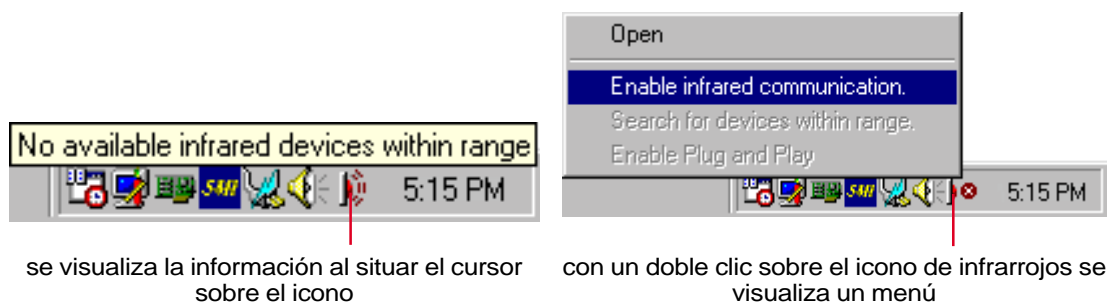 No available infrared devices within range
5:15 PM
se visualiza la información al situar el cursor
sobre el icono
Open
Enable infrared communication.
Search for devices within range.
Enable Plug and Play
5:15 PM
con un doble clic sobre el icono de infrarrojos se
visualiza un menú